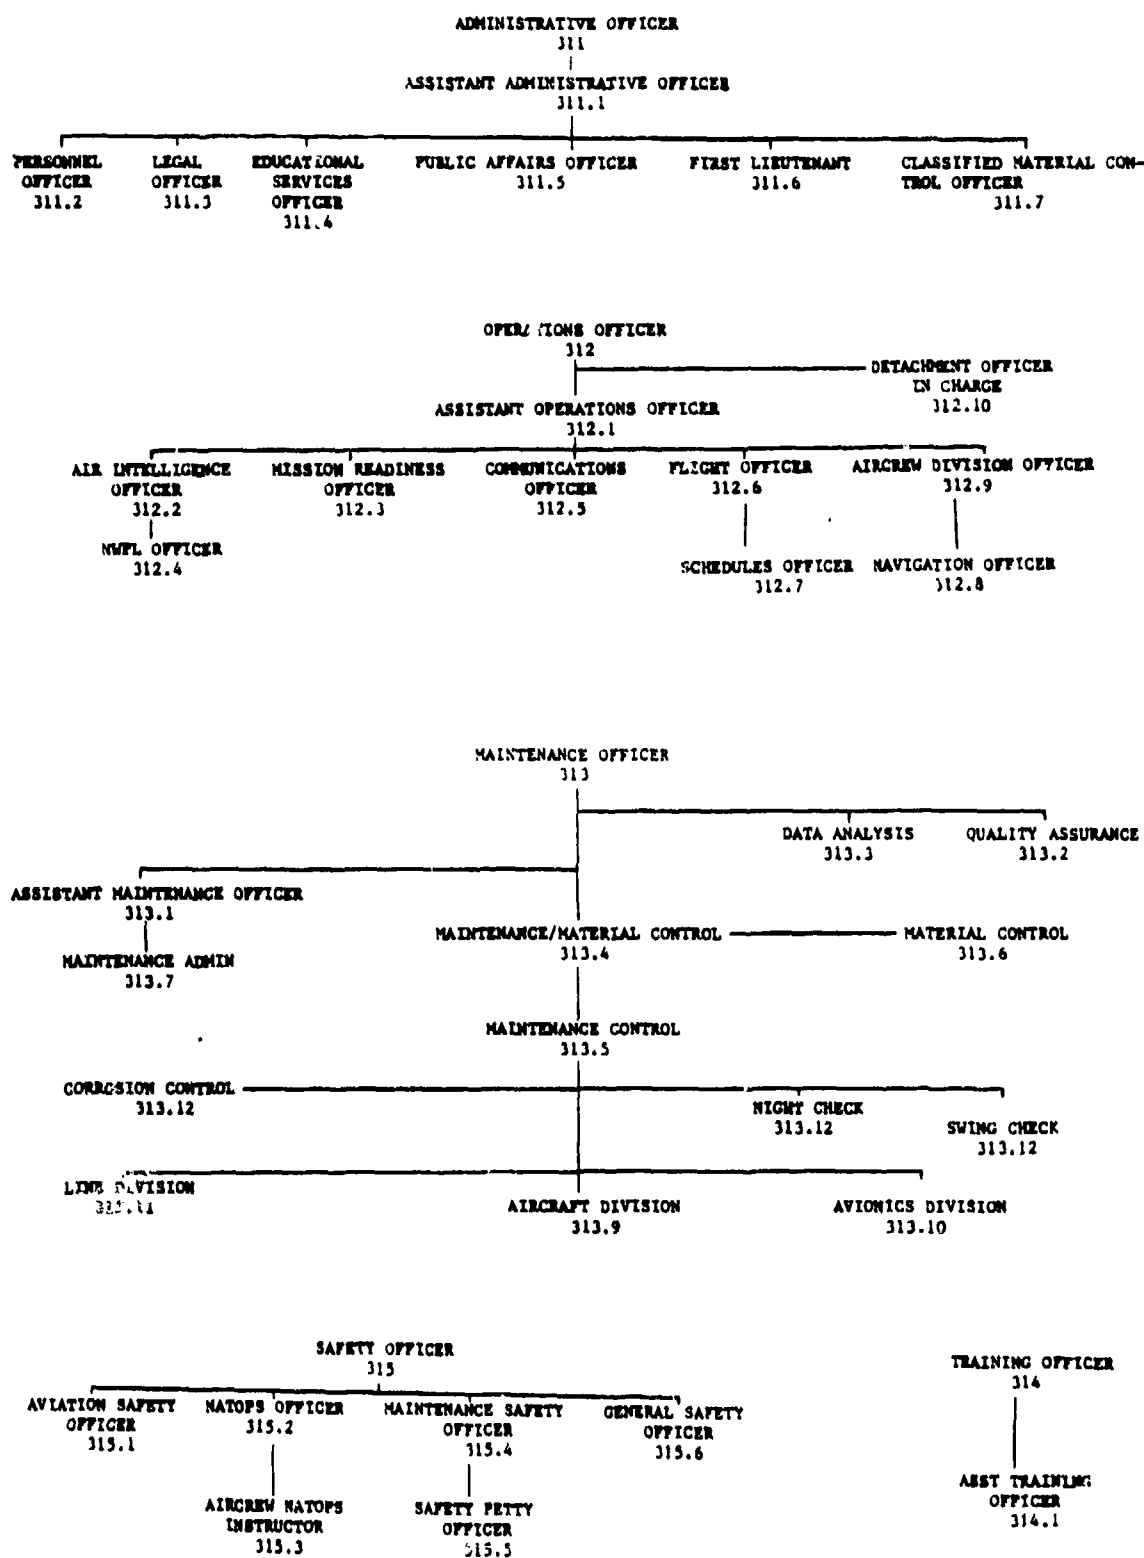 ADMINISTRATIVE OFFICER
311
ASSISTANT ADMINISTRATIVE OFFICER
311.1
PERSONNEL OFFICER 311.2
LEGAL OFFICER 311.3
EDUCATIONAL SERVICES OFFICER 311.4
PUBLIC AFFAIRS OFFICER 311.5
FIRST LIEUTENANT 311.6
CLASSIFIED MATERIAL CON-
TROL OFFICER
311.7
OPERATIONS OFFICER
312
DETACHMENT OFFICER
IN CHARGE
312.10
ASSISTANT OPERATIONS OFFICER
312.1
AIR INTELLIGENCE
OFFICER
312.2
MISSION READINESS
OFFICER
312.3
COMMUNICATIONS
OFFICER
312.5
FLIGHT OFFICER
312.6
AIRCREW DIVISION OFFICER
312.9
NWPL OFFICER
312.4
SCHEDULES OFFICER
312.7
NAVIGATION OFFICER
312.8
MAINTENANCE OFFICER
313
DATA ANALYSIS
313.3
QUALITY ASSURANCE
313.2
ASSISTANT MAINTENANCE OFFICER
313.1
MAINTENANCE/MATERIAL CONTROL
313.4
MATERIAL CONTROL
313.6
MAINTENANCE ADMIN
313.7
MAINTENANCE CONTROL
313.5
CORROSION CONTROL
313.12
NIGHT CHECK
313.12
SWING CHECK
313.12
LINE DIVISION
AIRCRAFT DIVISION
313.9
AVIONICS DIVISION
313.10
SAFETY OFFICER
315
AVIATION SAFETY
OFFICER
315.1
NATOPS OFFICER
315.2
MAINTENANCE SAFETY
OFFICER
315.4
GENERAL SAFETY
OFFICER
315.6
AIRCREW NATOPS
INSTRUCTOR
315.3
SAFETY PETTY
OFFICER
315.5
TRAINING OFFICER
314
ASST TRAINING
OFFICER
314.1